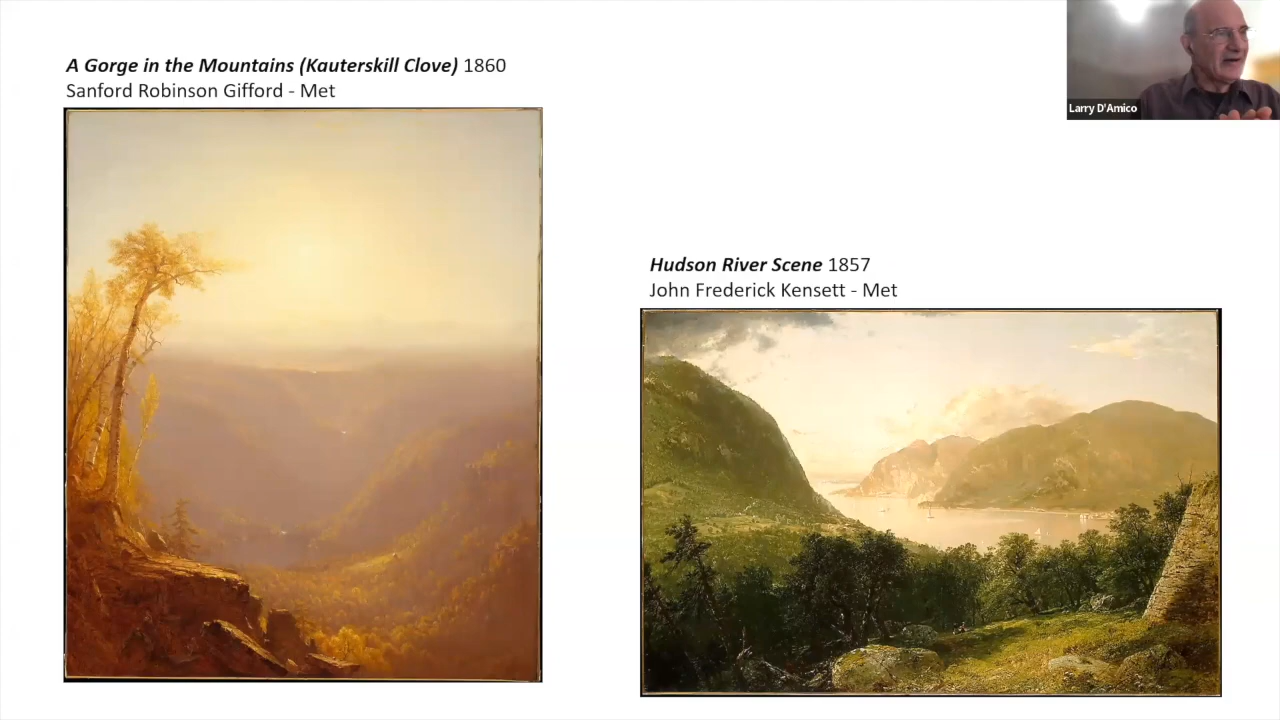 A Gorge in the Mountains (Kauterskill Clove) 1860
Sanford Robinson Gifford - Met
Larry D'Amico
Hudson River Scene 1857
John Frederick Kensett - Met